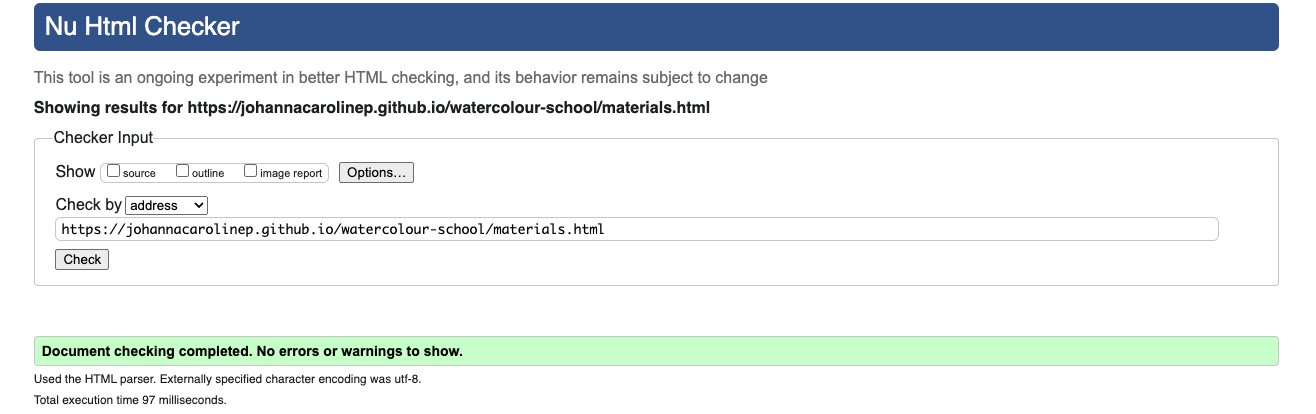 Nu Html Checker
This tool is an ongoing experiment in better HTML checking, and its behavior remains subject to change
Showing results for https://johannacarolinep.github.io/watercolour-school/materials.html
Checker Input
Show source outline image report Options...
Check by address
https://johannacarolinep.github.io/watercolour-school/materials.html
Check
Document checking completed. No errors or warnings to show.
Used the HTML parser. Externally specified character encoding was utf-8.
Total execution time 97 milliseconds.